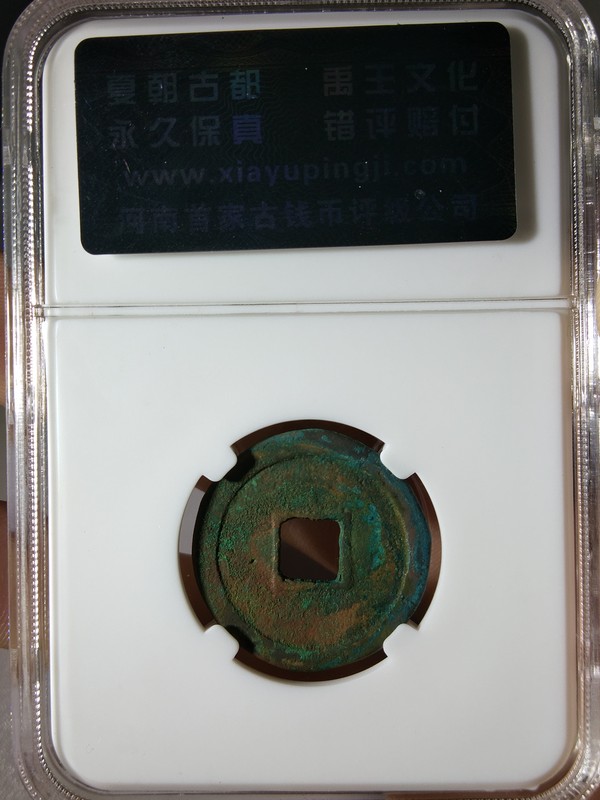 夏朝古都 禹王文化
永久保真 错评赔付
www.xiayupingji.com
河南首家古钱币评级公司